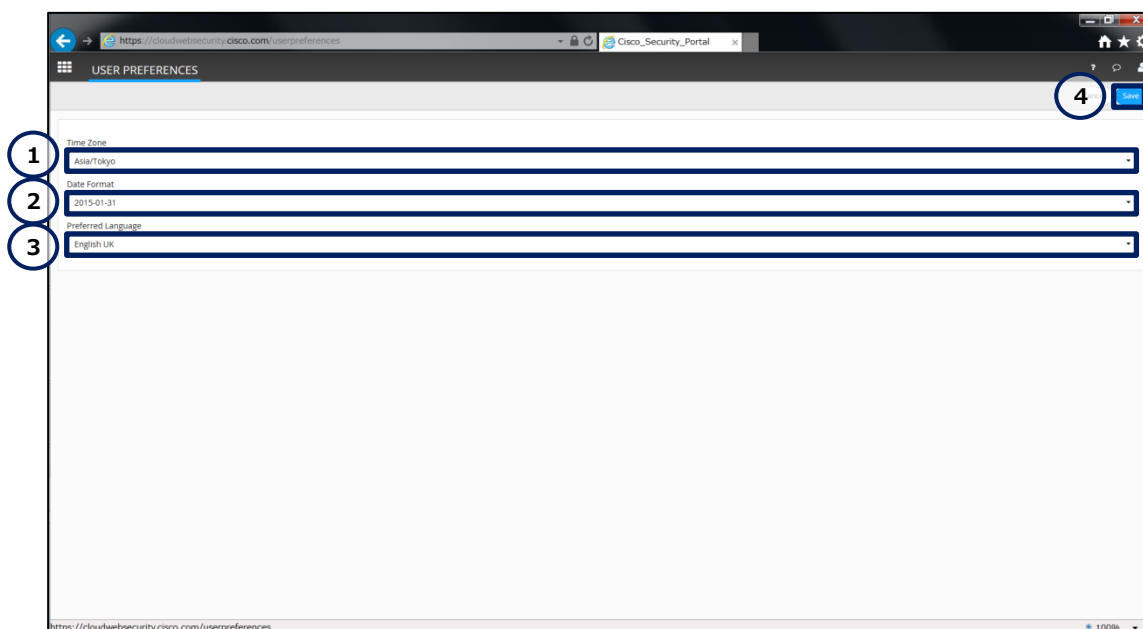 https://cloudwebsecurity.cisco.com/userpreferences
Cisco_Security_Portal
USER PREFERENCES
?
4
Save
Time Zone
1
Asia/Tokyo
Date Format
2
2015-01-31
Preferred Language
3
English UK
https://cloudwebsecurity.cisco.com/userpreferences
100%